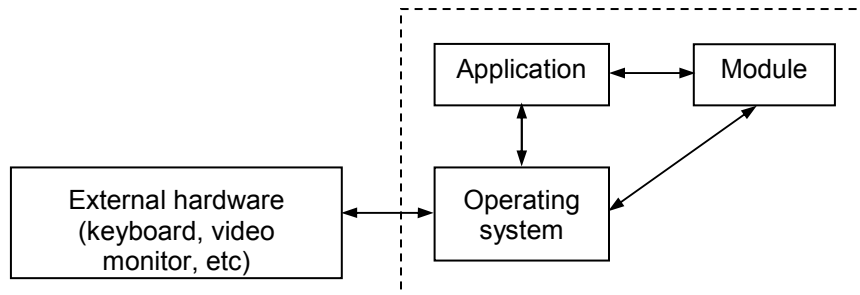 Application
Module
External hardware
(keyboard, video
monitor, etc)
Operating
system